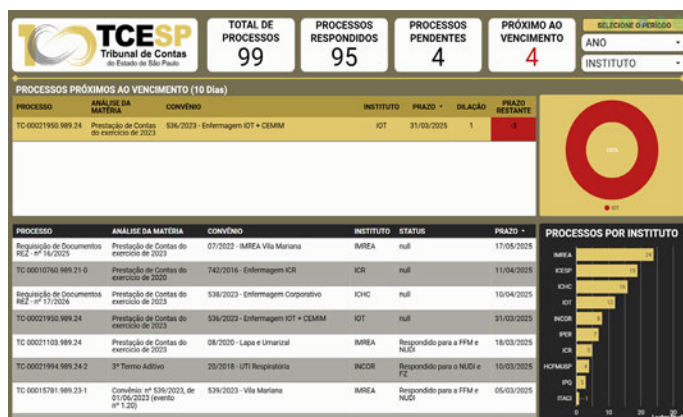 TCESP
Tribunal de Contas
do Estado de São Paulo
TOTAL DE
PROCESSOS
99
PROCESSOS
RESPONDIDOS
95
PROCESSOS
PENDENTES
4
PRÓXIMO AO
VENCIMENTO
4
SELECIONE O PERÍODO
ANO
INSTITUTO
PROCESSOS PRÓXIMOS AO VENCIMENTO (10 Dias)
PROCESSO ANÁLISE DA MATÉRIA CONVÊNIO INSTITUTO PRAZO DILAÇÃO PRAZO RESTANTE
TC-00021950.989.24 Prestação de Contas do exercício de 2023 536/2023 - Enfermagem IOT + CEMIM IOT 31/03/2025 1
100%
IOT
PROCESSO ANÁLISE DA MATÉRIA CONVÊNIO INSTITUTO STATUS PRAZO
Requisição de Documentos REZ - nº 16/2025 Prestação de Contas do exercício de 2023 07/2022 - IMREA Vila Mariana IMREA null 17/05/2025
TC 00010760.989.21-0 Prestação de Contas do exercício de 2020 742/2016 - Enfermagem ICR ICR null 11/04/2025
Requisição de Documentos REZ - nº 17/2026 Prestação de Contas do exercício de 2023 538/2023 - Enfermagem Corporativo ICHC null 10/04/2025
TC-00021950.989.24 Prestação de Contas do exercício de 2023 536/2023 - Enfermagem IOT + CEMIM IOT null 31/03/2025
TC-00021103.989.24 Prestação de Contas do exercício de 2023 08/2020 - Lapa e Umarizal IMREA Respondido para a FFM e NUDI 18/03/2025
TC-00021994.989.24-2 3º Termo Aditivo 20/2018 - UTI Respiratória INCOR Respondido para o NUDI e FZ 10/03/2025
TC 00015781.989.23-1 Convênio: nº 539/2023, de 01/06/2023 (evento nº 1.20) 539/2023 - Vila Mariana IMREA Respondido para a FFM e NUDI 05/03/2025
PROCESSOS POR INSTITUTO
IMREA 24
ICESP 19
ICHC 16
IOT 12
INCOR 8
IPER 7
ICR
HCFMUSP
IPQ
ITACI 1
0 10 20 30